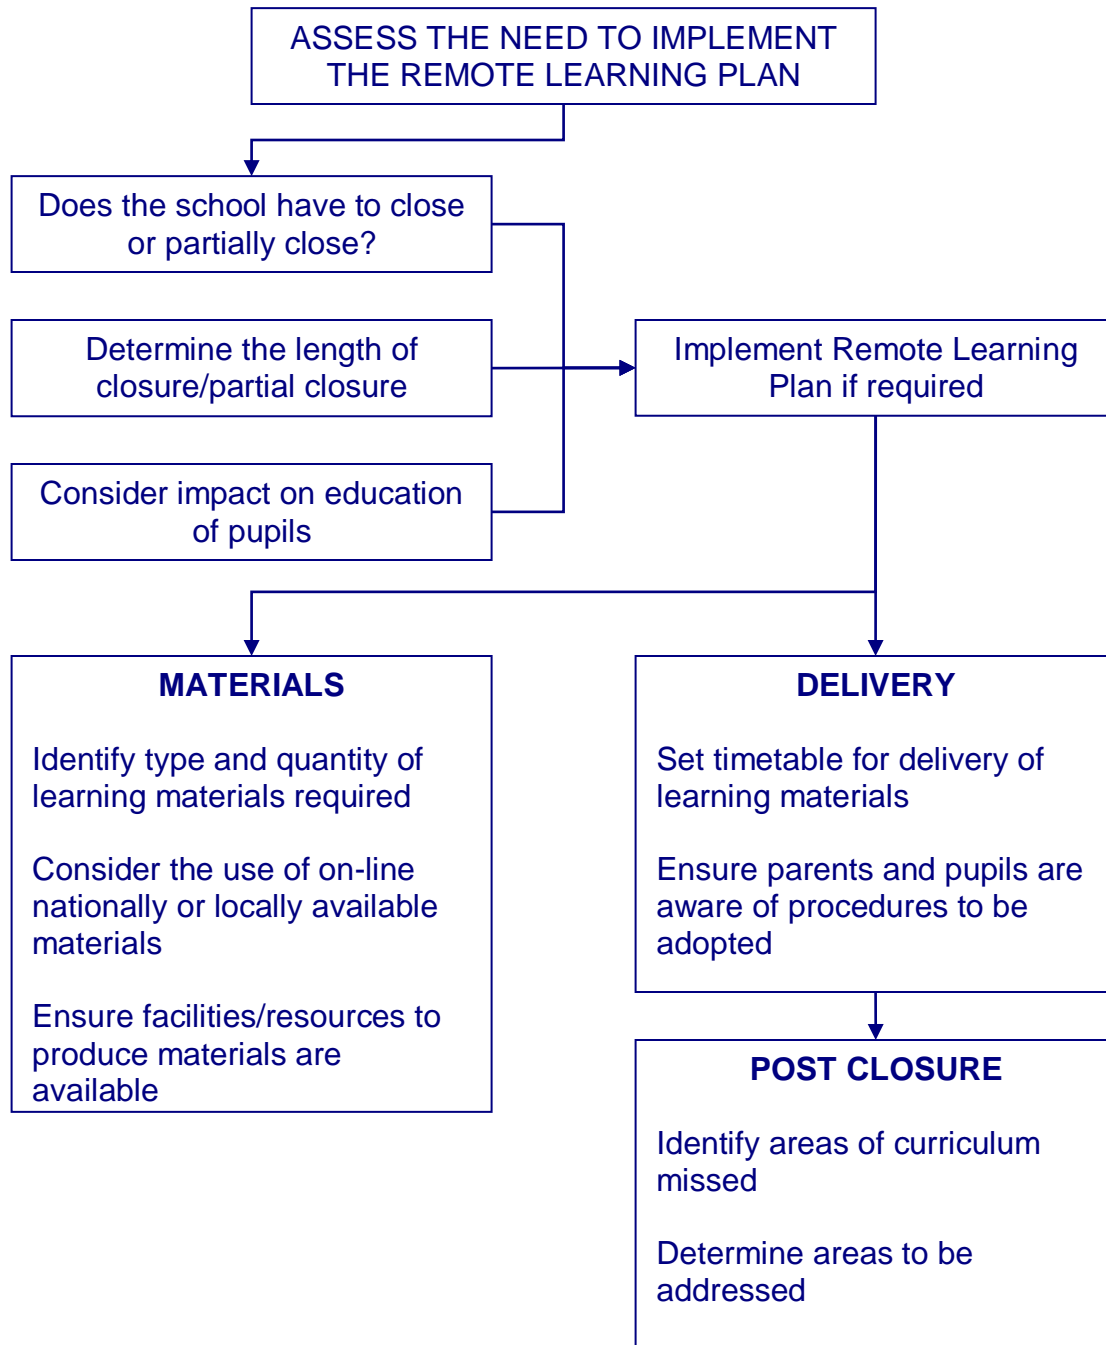 ASSESS THE NEED TO IMPLEMENT
THE REMOTE LEARNING PLAN
Does the school have to close
or partially close?
Determine the length of
closure/partial closure
Implement Remote Learning
Plan if required
Consider impact on education
of pupils
MATERIALS
Identify type and quantity of
learning materials required
Consider the use of on-line
nationally or locally available
materials
Ensure facilities/resources to
produce materials are
available
DELIVERY
Set timetable for delivery of
learning materials
Ensure parents and pupils are
aware of procedures to be
adopted
POST CLOSURE
Identify areas of curriculum
missed
Determine areas to be
addressed